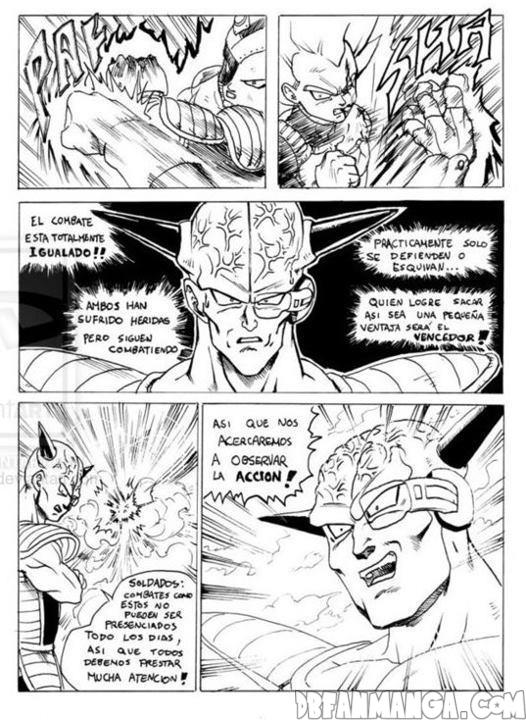 PAF
SHA
EL COMBATE
ESTA TOTALMENTE
IGUALADO!!
PRÁCTICAMENTE SOLO
SE DEFIENDEN O
ESQUIVAN...
AMBOS HAN
SUFRIDO HERIDAS
PERO SIGUEN
COMBATIENDO
QUIEN LOGRE SACAR
ASI SEA UNA PEQUEÑA
VENTAJA SERÁ EL
VENCEDOR!
ASI QUE NOS
ACERCAREMOS
A OBSERVAR
LA ACCION!
SOLDADOS:
COMBATES COMO
ESTOS NO
PUEDEN SER
PRESENCIADOS
TODO LOS DIAS,
ASI QUE TODOS
DEBEMOS PRESTAR
MUCHA ATENCION!
DBFANMANGA.COM